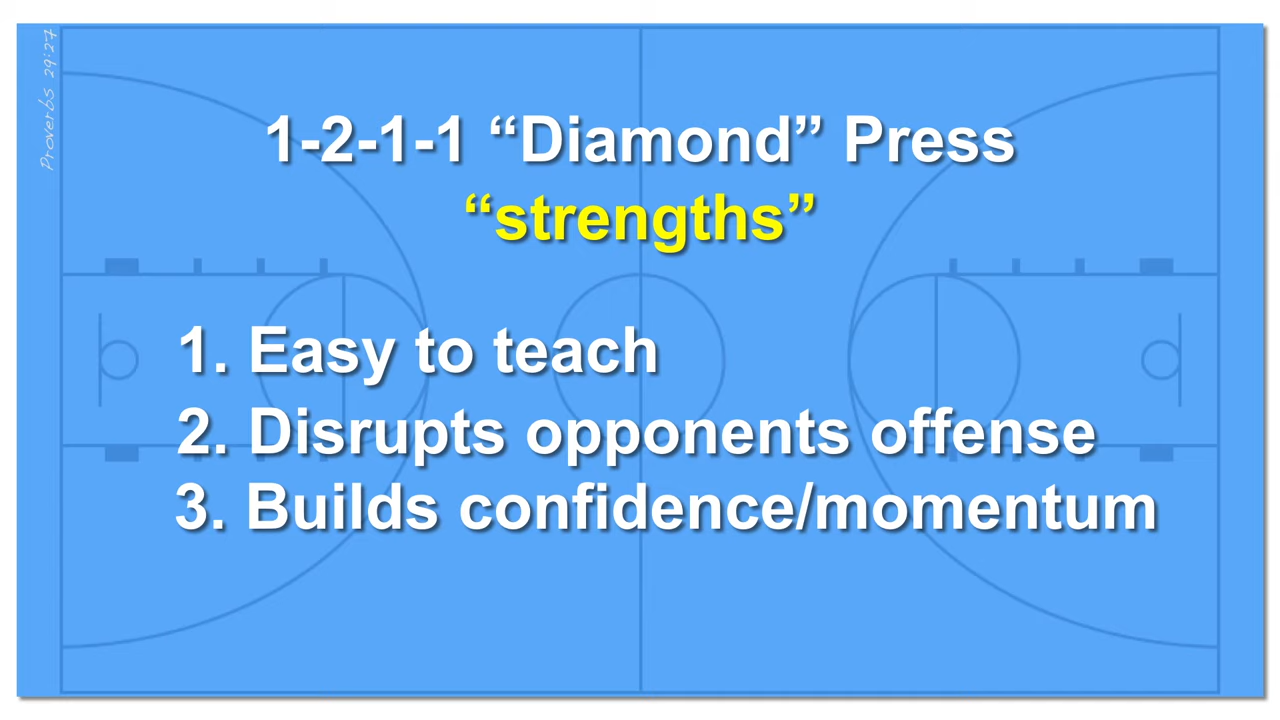 Proverbs 29:27
1-2-1-1 “Diamond” Press
“strengths”
1. Easy to teach
2. Disrupts opponents offense
3. Builds confidence/momentum